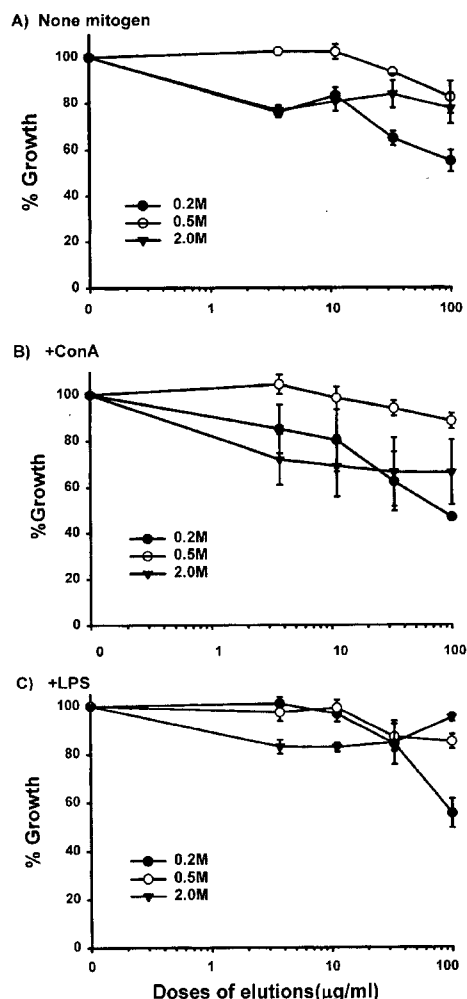 A) None mitogen
100
80
60
40
20
0
% Growth
0.2M
0.5M
2.0M
0 1 10 100
B) +ConA
100
80
60
40
20
0
%Growth
0.2M
0.5M
2.0M
0 1 10 100
C) +LPS
100
80
60
40
20
0
% Growth
0.2M
0.5M
2.0M
0 1 10 100
Doses of elutions(µg/ml)